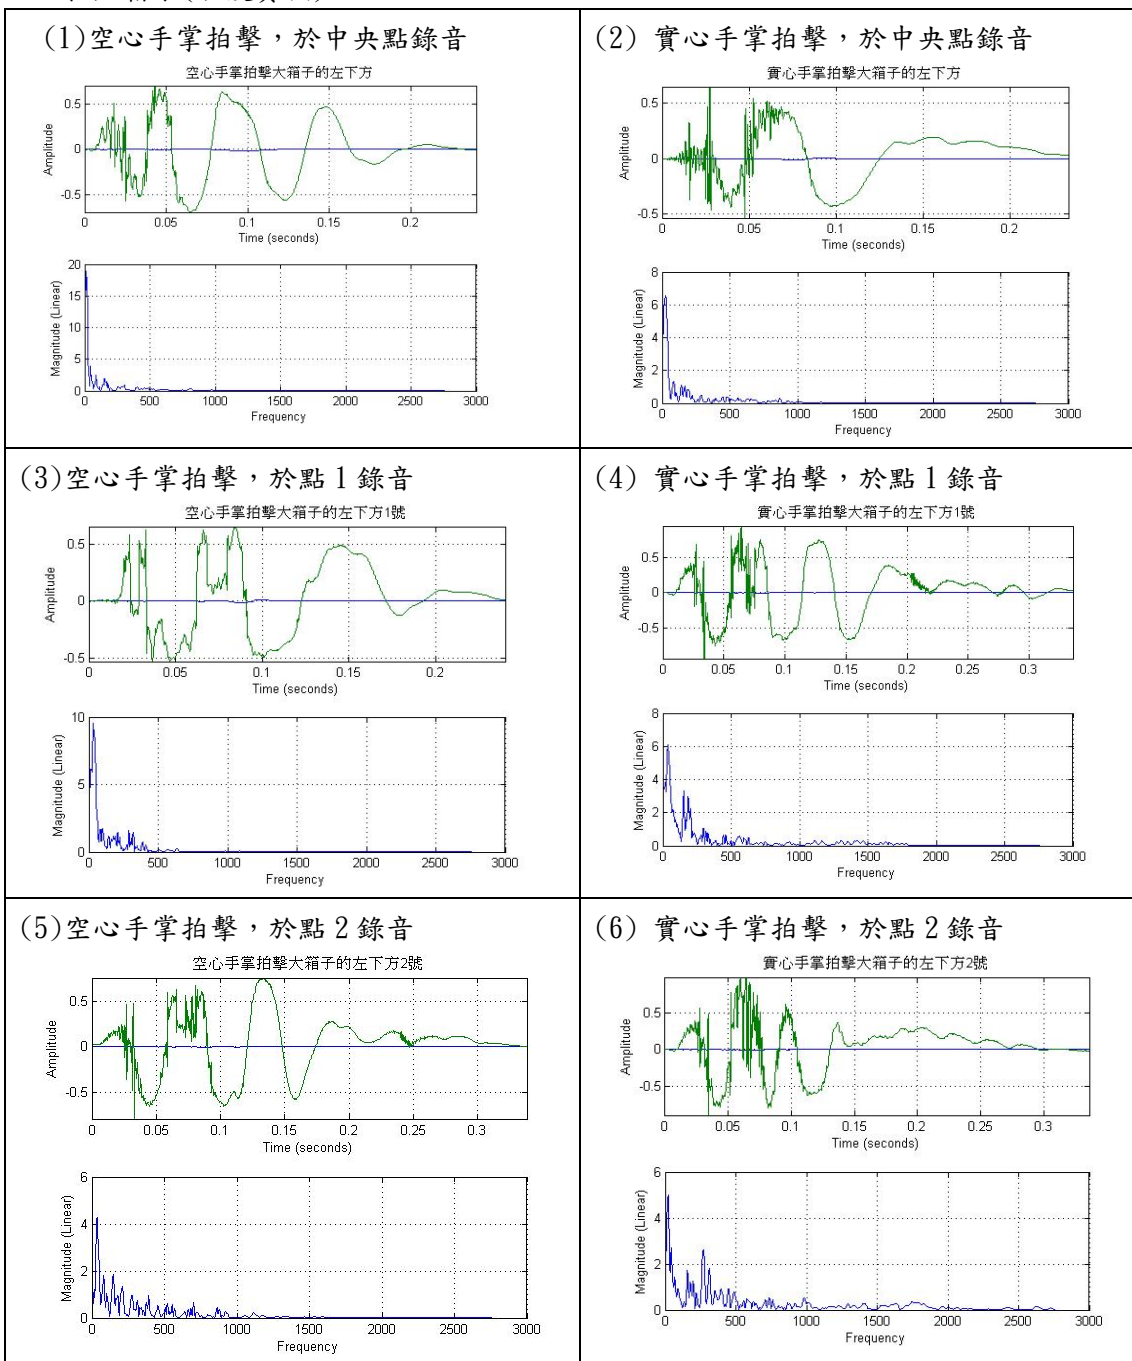 (1)空心手掌拍擊，於中央點錄音
空心手掌拍擊大箱子的左下方
0.5
0
-0.5
Amplitude
0 0.05 0.1 0.15 0.2
Time (seconds)
20
15
10
5
0
Magnitude (Linear)
0 500 1000 1500 2000 2500 3000
Frequency
(2) 實心手掌拍擊，於中央點錄音
實心手掌拍擊大箱子的左下方
0.5
0
-0.5
Amplitude
0 0.05 0.1 0.15 0.2
Time (seconds)
8
6
4
2
0
Magnitude (Linear)
0 500 1000 1500 2000 2500 3000
Frequency
(3)空心手掌拍擊，於點 1 錄音
空心手掌拍擊大箱子的左下方1號
0.5
0
-0.5
Amplitude
0 0.05 0.1 0.15 0.2
Time (seconds)
10
5
0
Magnitude (Linear)
0 500 1000 1500 2000 2500 3000
Frequency
(4) 實心手掌拍擊，於點 1 錄音
實心手掌拍擊大箱子的左下方1號
0.5
0
-0.5
Amplitude
0 0.05 0.1 0.15 0.2 0.25 0.3
Time (seconds)
8
6
4
2
0
Magnitude (Linear)
0 500 1000 1500 2000 2500 3000
Frequency
(5)空心手掌拍擊，於點 2 錄音
空心手掌拍擊大箱子的左下方2號
0.5
0
-0.5
Amplitude
0 0.05 0.1 0.15 0.2 0.25 0.3
Time (seconds)
6
4
2
0
Magnitude (Linear)
0 500 1000 1500 2000 2500 3000
Frequency
(6) 實心手掌拍擊，於點 2 錄音
實心手掌拍擊大箱子的左下方2號
0.5
0
-0.5
Amplitude
0 0.05 0.1 0.15 0.2 0.25 0.3
Time (seconds)
6
4
2
0
Magnitude (Linear)
0 500 1000 1500 2000 2500 3000
Frequency